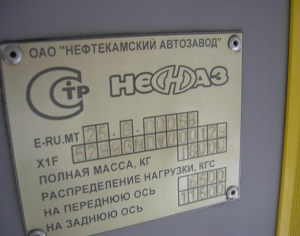 ОАО "НЕФТЕКАМСКИЙ АВТОЗАВОД"
СТР НЕФАЗ
E-RU.MT
X1F
ПОЛНАЯ МАССА, КГ
РАСПРЕДЕЛЕНИЕ НАГРУЗКИ, КГС
НА ПЕРЕДНЮЮ ОСЬ
НА ЗАДНЮЮ ОСЬ 11500